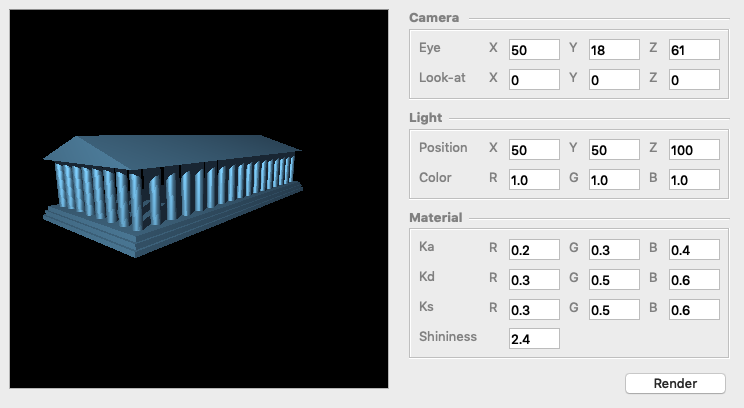 Camera
Eye X 50 Y 18 Z 61
Look-at X 0 Y 0 Z 0
Light
Position X 50 Y 50 Z 100
Color R 1.0 G 1.0 B 1.0
Material
Ka R 0.2 G 0.3 B 0.4
Kd R 0.3 G 0.5 B 0.6
Ks R 0.3 G 0.5 B 0.6
Shininess 2.4
Render